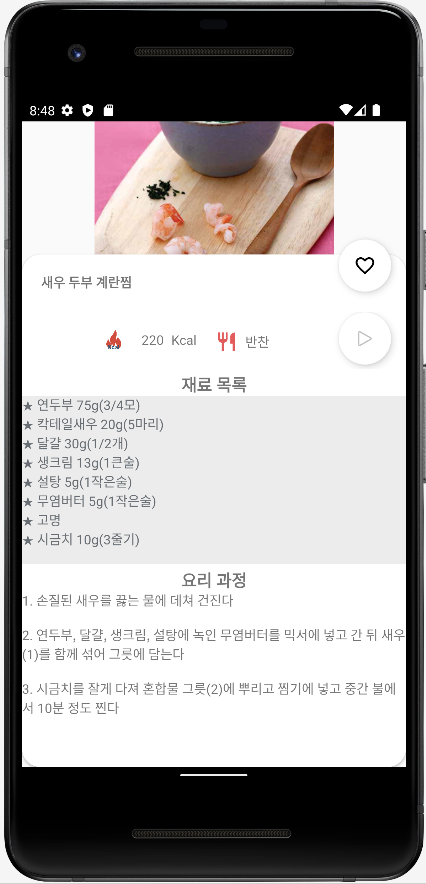 8:48
새우 두부 계란찜
220 Kcal 반찬
재료 목록
★ 연두부 75g(3/4모)
★ 칵테일새우 20g(5마리)
★ 달걀 30g(1/2개)
★ 생크림 13g(1큰술)
★ 설탕 5g(1작은술)
★ 무염버터 5g(1작은술)
★ 고명
★ 시금치 10g(3줄기)
요리 과정
1. 손질된 새우를 끓는 물에 데쳐 건진다
2. 연두부, 달걀, 생크림, 설탕에 녹인 무염버터를 믹서에 넣고 간 뒤 새우
(1)를 함께 섞어 그릇에 담는다
3. 시금치를 잘게 다져 혼합물 그릇(2)에 뿌리고 찜기에 넣고 중간 불에
서 10분 정도 찐다